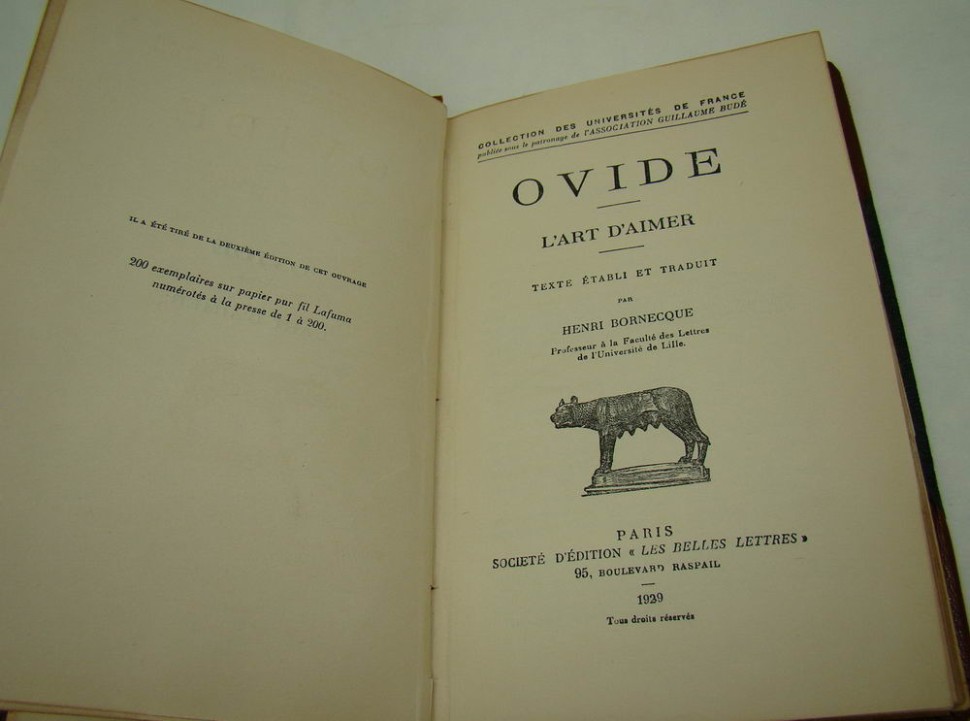 IL A ÉTÉ TIRÉ DE LA DEUXIÈME ÉDITION DE CET OUVRAGE
200 exemplaires sur papier pur fil Lafuma
numérotés à la presse de 1 à 200.
COLLECTION DES UNIVERSITÉS DE FRANCE
publiée sous le patronage de l'ASSOCIATION GUILLAUME BUDÉ
OVIDE
L'ART D'AIMER
TEXTE ÉTABLI ET TRADUIT
PAR
HENRI BORNECQUE
Professeur à la Faculté des Lettres
de l'Université de Lille.
PARIS
SOCIETÉ D'ÉDITION « LES BELLES LETTRES »
95, BOULEVARD RASPAIL
1929
Tous droits réservés